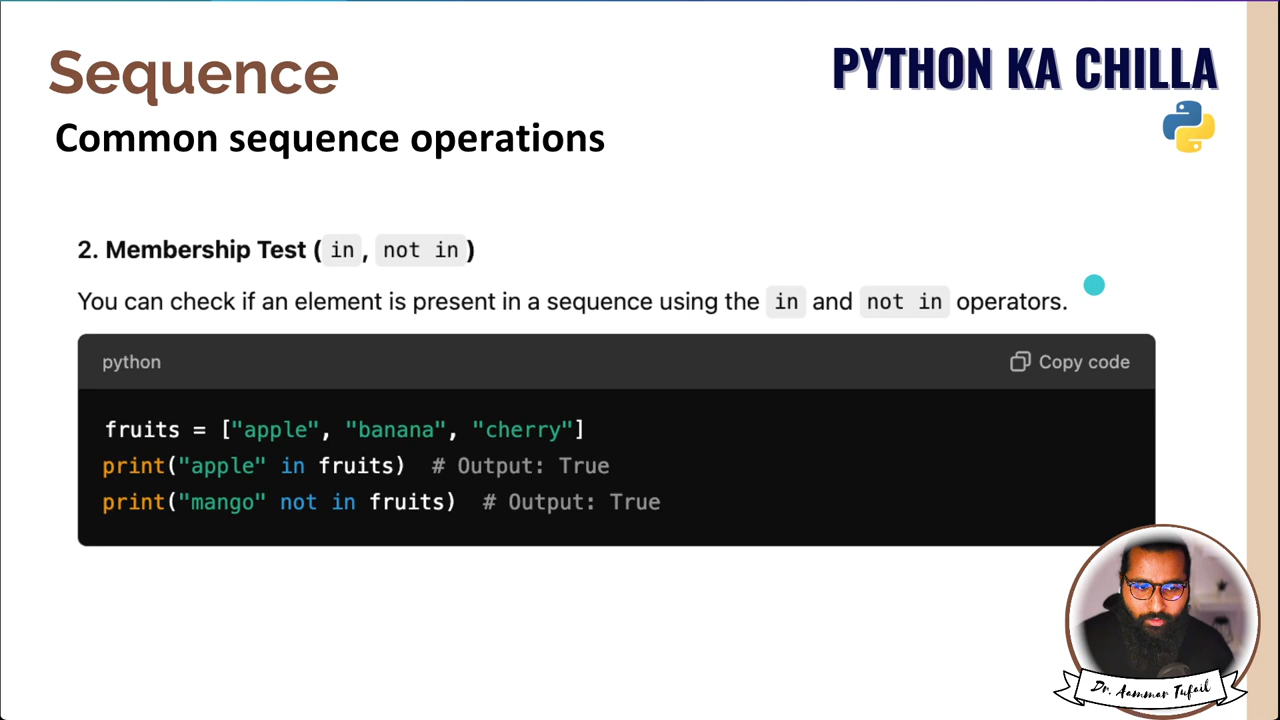 Sequence
PYTHON KA CHILLA
Common sequence operations
2. Membership Test (in, not in)
You can check if an element is present in a sequence using the in and not in operators.
python
Copy code
fruits = ["apple", "banana", "cherry"]
print("apple" in fruits)  # Output: True
print("mango" not in fruits)  # Output: True
Dr. Aammar Tufail